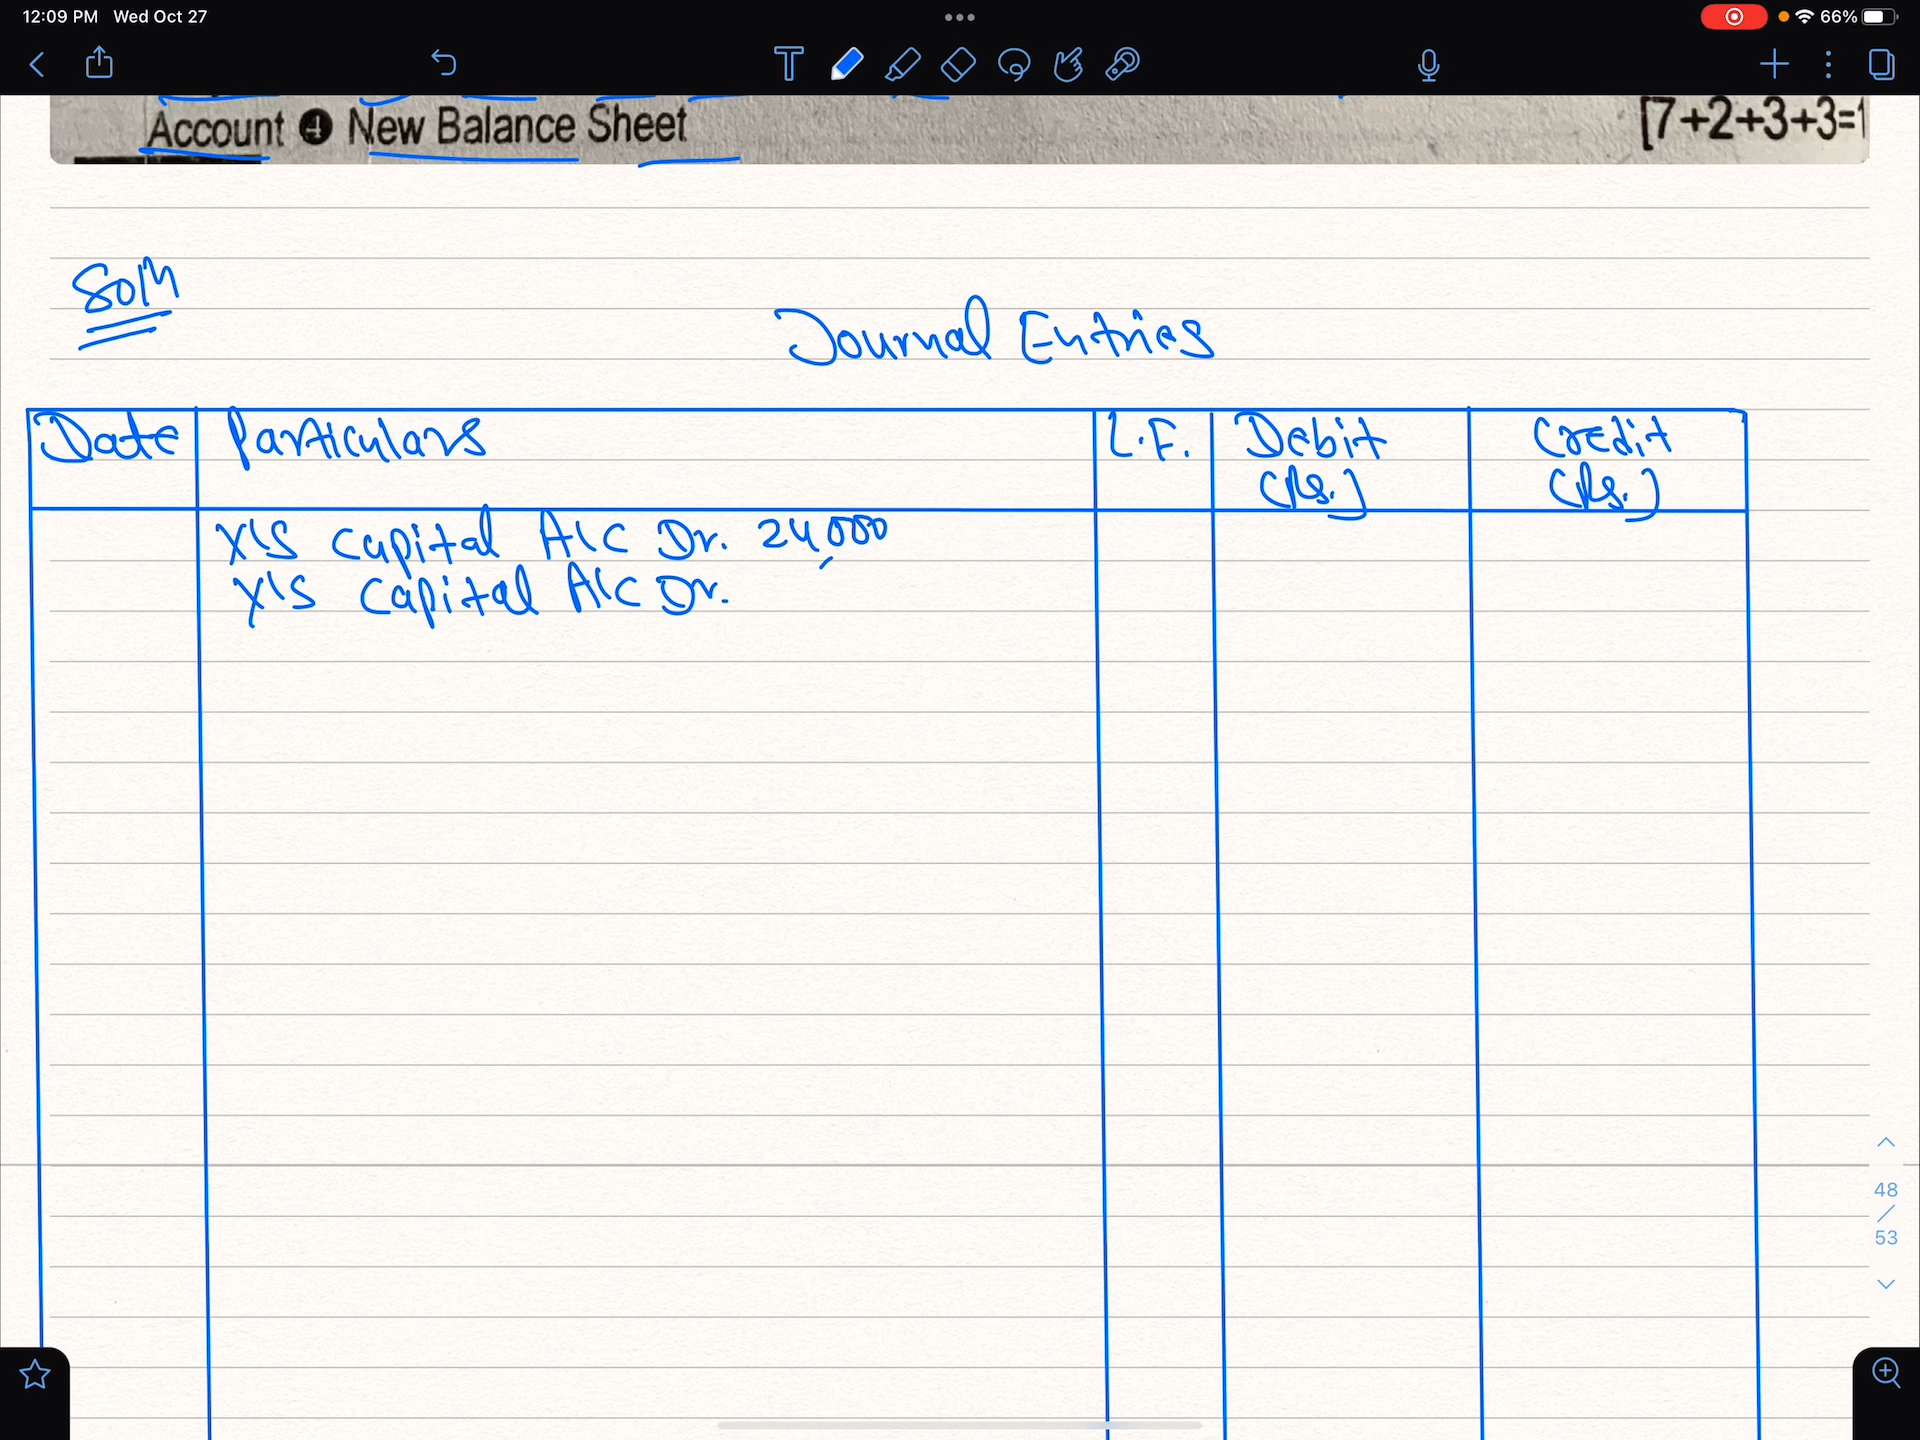 12:09 PM Wed Oct 27
66%
T
Account ❹ New Balance Sheet [7+2+3+3=1
Soln
Journal Entries
Date Particulars L.F. Debit (Rs.) Credit (Rs.)
X's Capital A/C Dr. 24,000
Y's Capital A/C Dr.
48
/
53